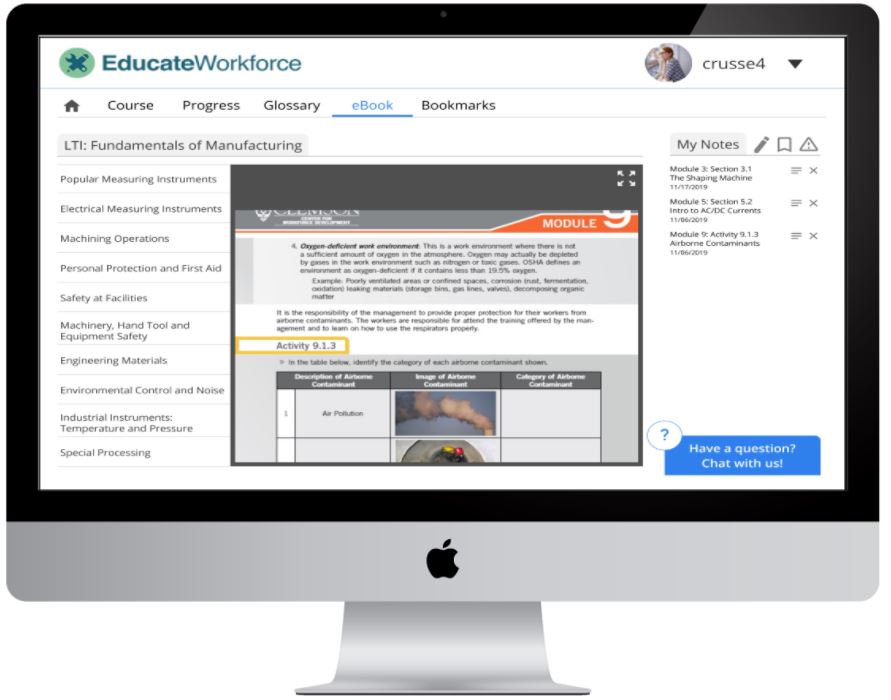 EducateWorkforce
crusse4
Course Progress Glossary eBook Bookmarks
LTI: Fundamentals of Manufacturing
Popular Measuring Instruments
Electrical Measuring Instruments
Machining Operations
Personal Protection and First Aid
Safety at Facilities
Machinery, Hand Tool and
Equipment Safety
Engineering Materials
Environmental Control and Noise
Industrial Instruments:
Temperature and Pressure
Special Processing
CLEMSON
CENTER FOR
WORKFORCE DEVELOPMENT
MODULE 9
4. Oxygen-deficient work environment: This is a work environment where there is not
a sufficient amount of oxygen in the atmosphere. Oxygen may actually be depleted
by gases in the work environment such as nitrogen or toxic gases. OSHA defines an
environment as oxygen-deficient if it contains less than 19.5% oxygen.
Example: Poorly ventilated areas or confined spaces, corrosion (rust, fermentation,
oxidation) leaking materials (storage bins, gas lines, valves), decomposing organic
matter
It is the responsibility of the management to provide proper protection for their workers from
airborne contaminants. The workers are responsible for attend the training offered by the man-
agement and to learn on how to use the respirators properly.
Activity 9.1.3
In the table below, identify the category of each airborne contaminant shown.
Description of Airborne
Contaminant
Image of Airborne
Contaminant
Category of Airborne
Contaminant
1 Air Pollution
My Notes
Module 3: Section 3.1
The Shaping Machine
11/17/2019
Module 5: Section 5.2
Intro to AC/DC Currents
11/06/2019
Module 9: Activity 9.1.3
Airborne Contaminants
11/06/2019
?
Have a question?
Chat with us!